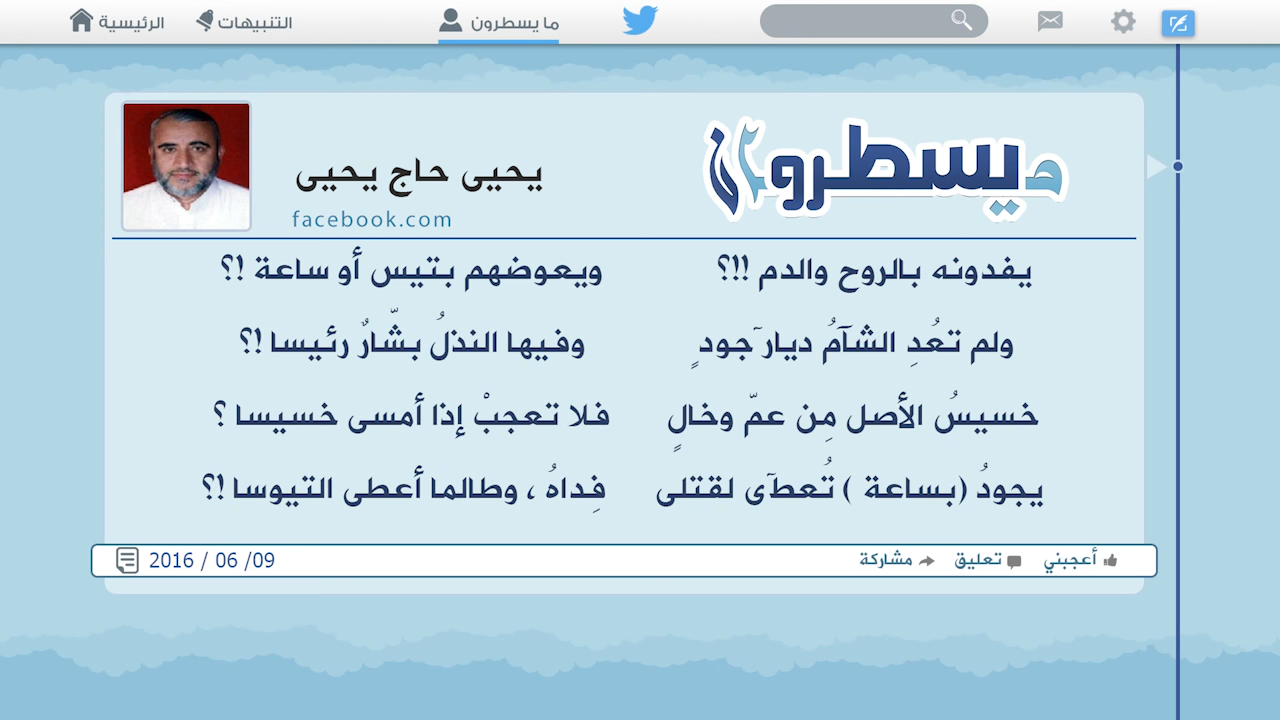 الرئيسية التنبيهات ما يسطرون
ما يسطرون ٢
يحيى حاج يحيى
facebook.com
يفدونه بالروح والدم !!؟ ويعوضهم بتيس أو ساعة !؟
ولم تعُدِ الشآمُ ديارَ جودٍ وفيها النذلُ بشّارٌ رئيسا !؟
خسيسُ الأصل مِن عمّ وخالٍ فلا تعجبْ إذا أمسى خسيسا ؟
يجودُ (بساعة ) تُعطَى لقتلى فِداهُ ، وطالما أعطى التيوسا !؟
أعجبني تعليق مشاركة 2016 / 06 /09